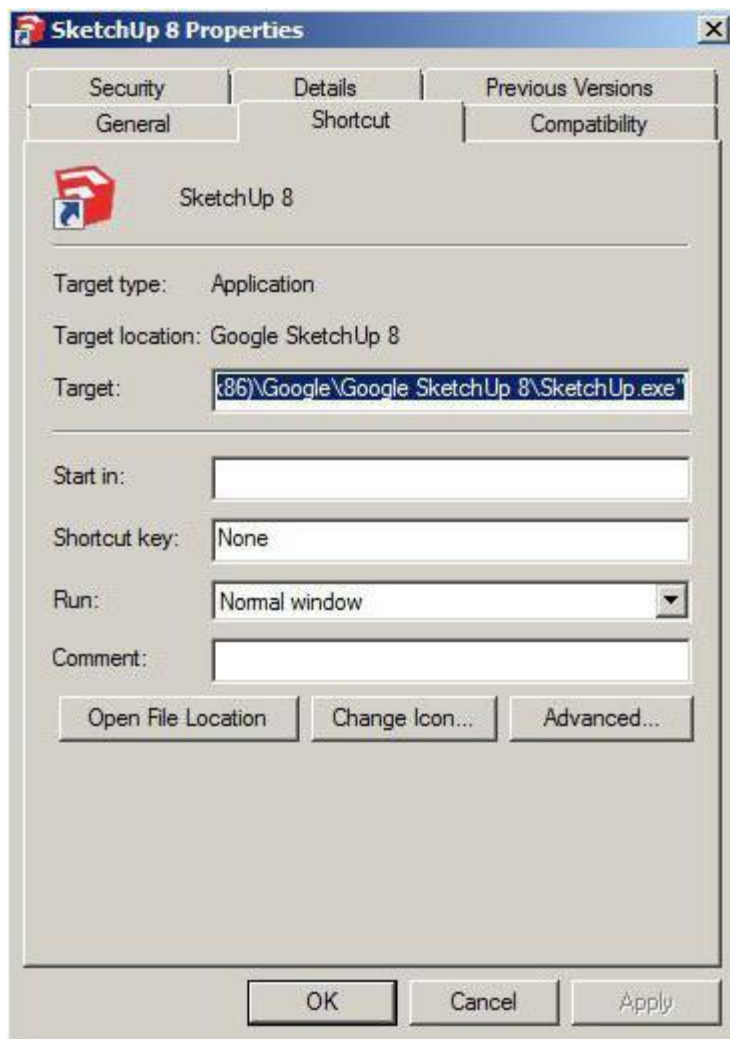 SketchUp 8 Properties
Security Details Previous Versions
General Shortcut Compatibility
SketchUp 8
Target type: Application
Target location: Google SketchUp 8
Target: x86)\Google\Google SketchUp 8\SketchUp.exe"
Start in:
Shortcut key: None
Run: Normal window
Comment:
Open File Location Change Icon... Advanced...
OK Cancel Apply